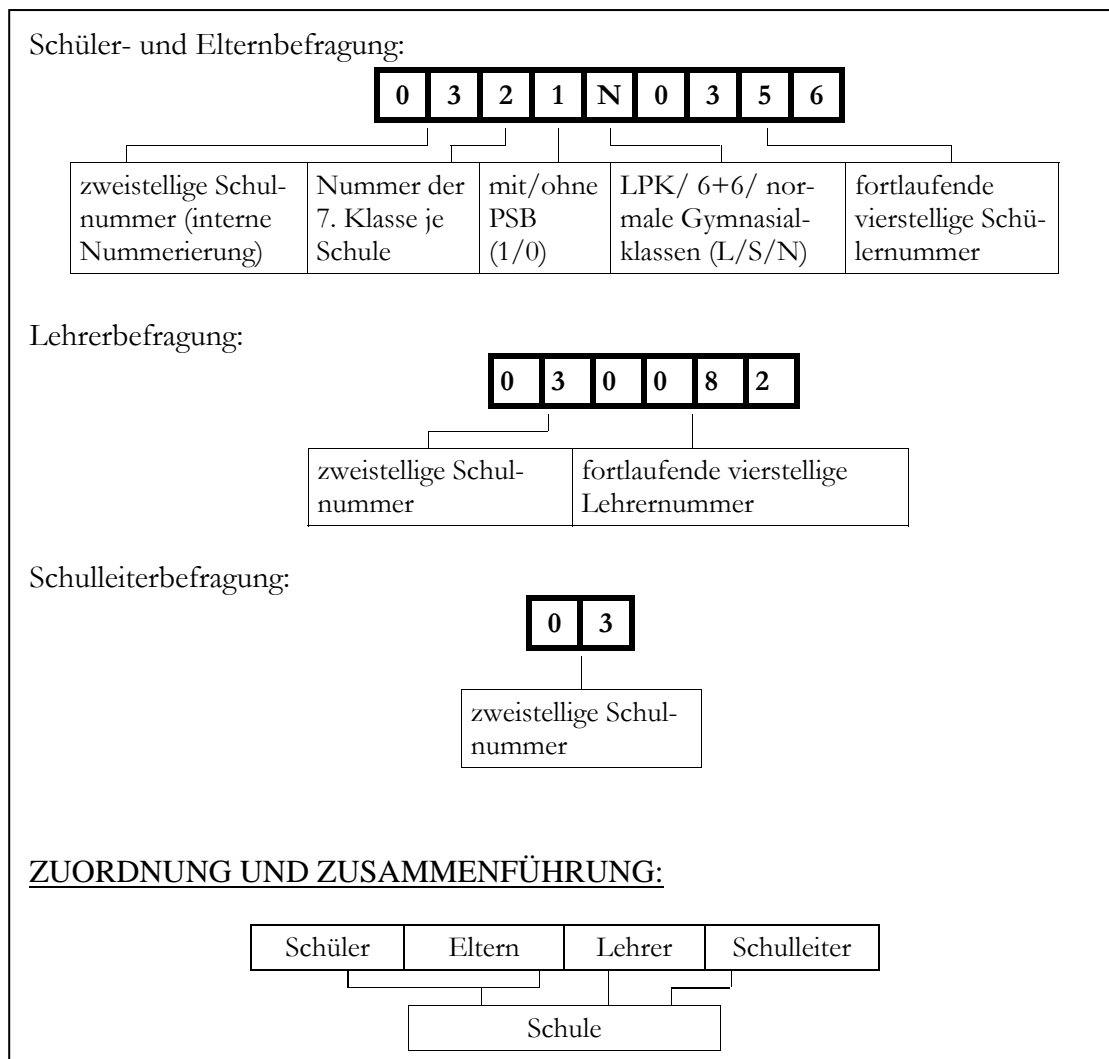 Schüler- und Elternbefragung:
0 3 2 1 N 0 3 5 6
zweistellige Schul-
nummer (interne
Nummerierung)
Nummer der
7. Klasse je
Schule
mit/ohne
PSB
(1/0)
LPK/ 6+6/ nor-
male Gymnasial-
klassen (L/S/N)
fortlaufende
vierstellige Schü-
lernummer
Lehrerbefragung:
0 3 0 0 8 2
zweistellige Schul-
nummer
fortlaufende vierstellige
Lehrernummer
Schulleiterbefragung:
0 3
zweistellige Schul-
nummer
ZUORDNUNG UND ZUSAMMENFÜHRUNG:
Schüler Eltern Lehrer Schulleiter
Schule